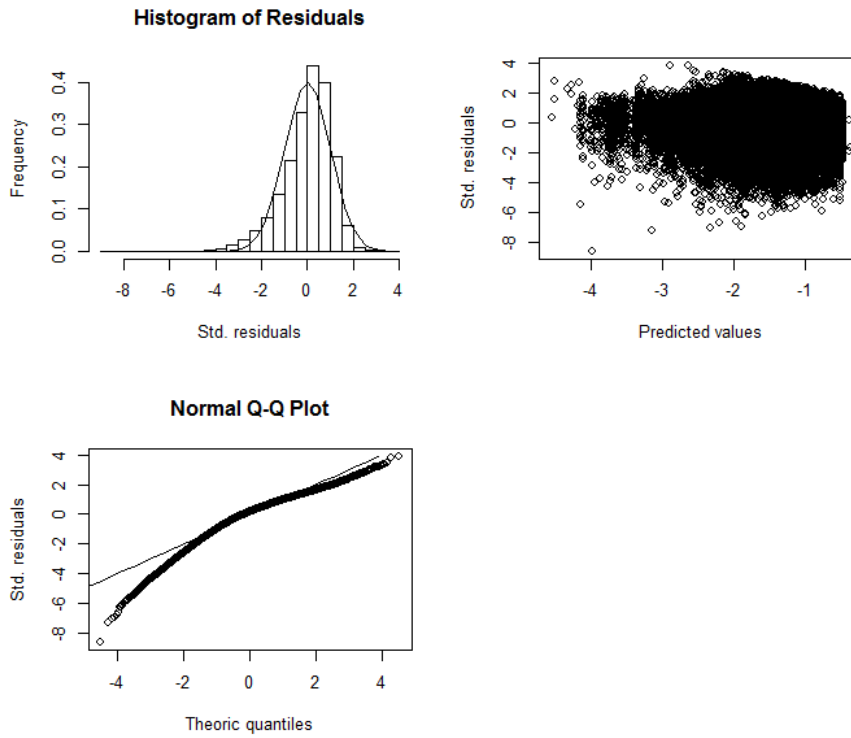 Histogram of Residuals
Frequency
0.0 0.1 0.2 0.3 0.4
-8 -6 -4 -2 0 2 4
Std. residuals
Std. residuals
-8 -6 -4 -2 0 2 4
-4 -3 -2 -1
Predicted values
Normal Q-Q Plot
Std. residuals
-8 -6 -4 -2 0 2 4
-4 -2 0 2 4
Theoric quantiles